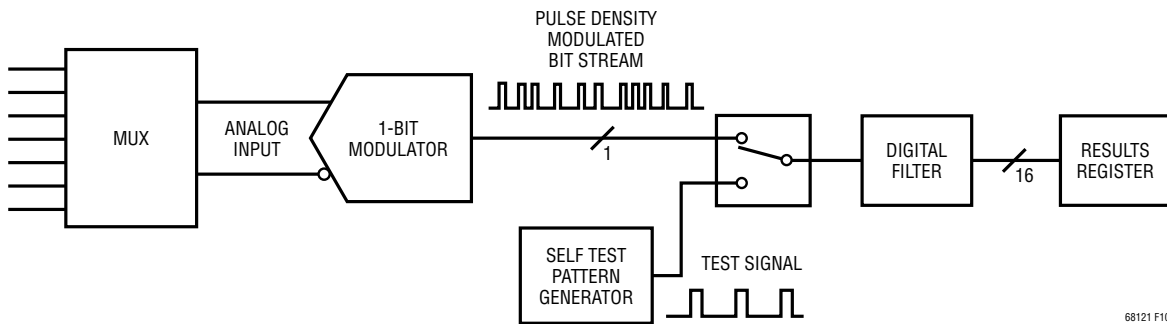 PULSE DENSITY
MODULATED
BIT STREAM
MUX
ANALOG
INPUT
1-BIT
MODULATOR
1
DIGITAL
FILTER
16
RESULTS
REGISTER
SELF TEST
PATTERN
GENERATOR
TEST SIGNAL